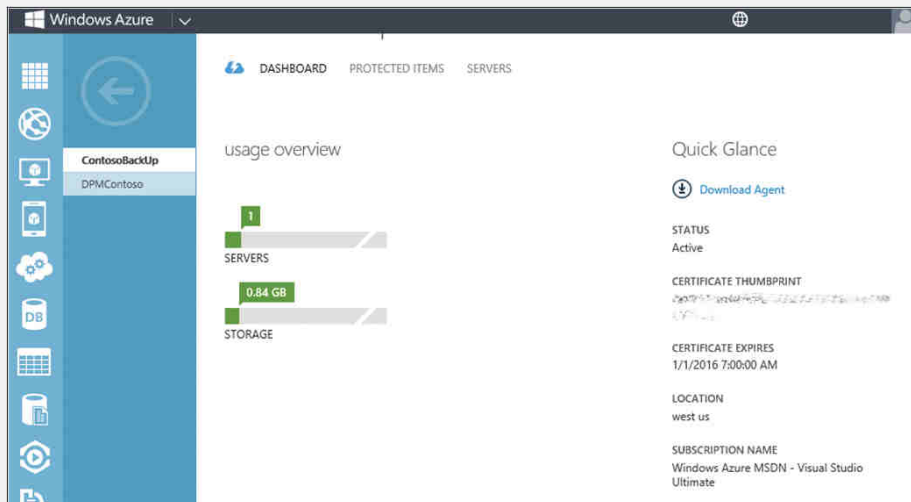 Windows Azure
DASHBOARD PROTECTED ITEMS SERVERS
ContosoBackUp
DPMContoso
usage overview
1
SERVERS
0.84 GB
STORAGE
Quick Glance
Download Agent
STATUS
Active
CERTIFICATE THUMBPRINT
CERTIFICATE EXPIRES
1/1/2016 7:00:00 AM
LOCATION
west us
SUBSCRIPTION NAME
Windows Azure MSDN - Visual Studio
Ultimate
DB